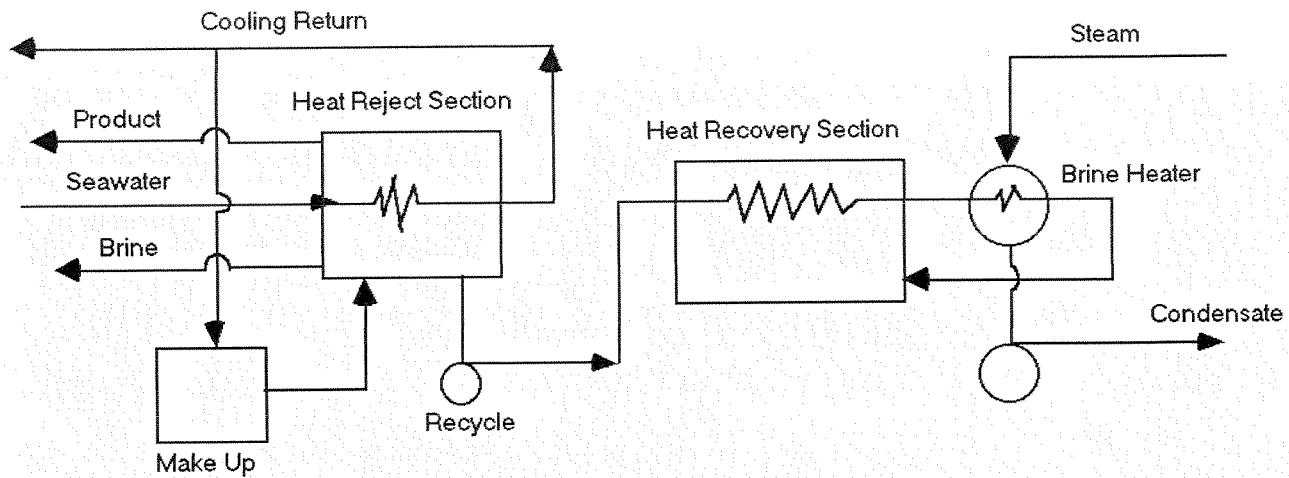 Cooling Return
Steam
Heat Reject Section
Product
Heat Recovery Section
Seawater
Brine Heater
Brine
Condensate
Recycle
Make Up